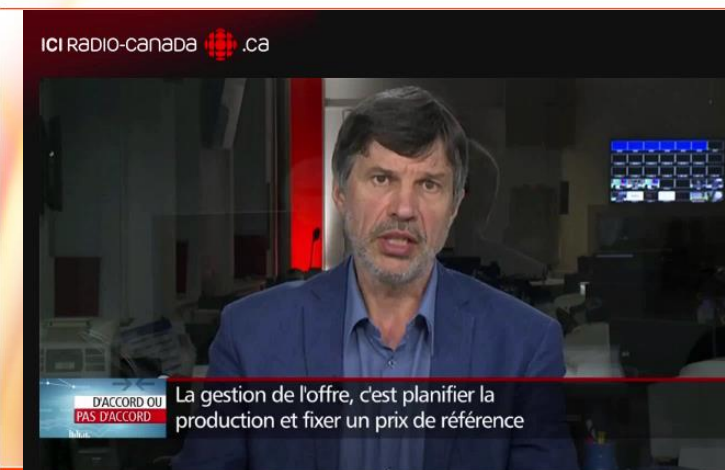 ICI RADIO-CANADA .ca
D'ACCORD OU
PAS D'ACCORD
La gestion de l'offre, c'est planifier la
production et fixer un prix de référence